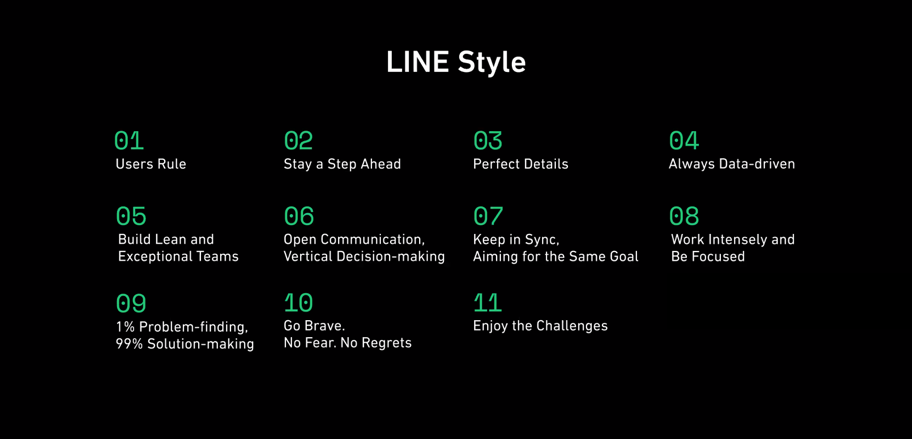 LINE Style
01
Users Rule
02
Stay a Step Ahead
03
Perfect Details
04
Always Data-driven
05
Build Lean and
Exceptional Teams
06
Open Communication,
Vertical Decision-making
07
Keep in Sync,
Aiming for the Same Goal
08
Work Intensely and
Be Focused
09
1% Problem-finding,
99% Solution-making
10
Go Brave.
No Fear. No Regrets
11
Enjoy the Challenges